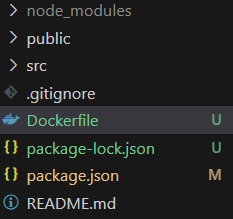 node_modules
public
src
.gitignore
Dockerfile U
package-lock.json U
package.json M
README.md